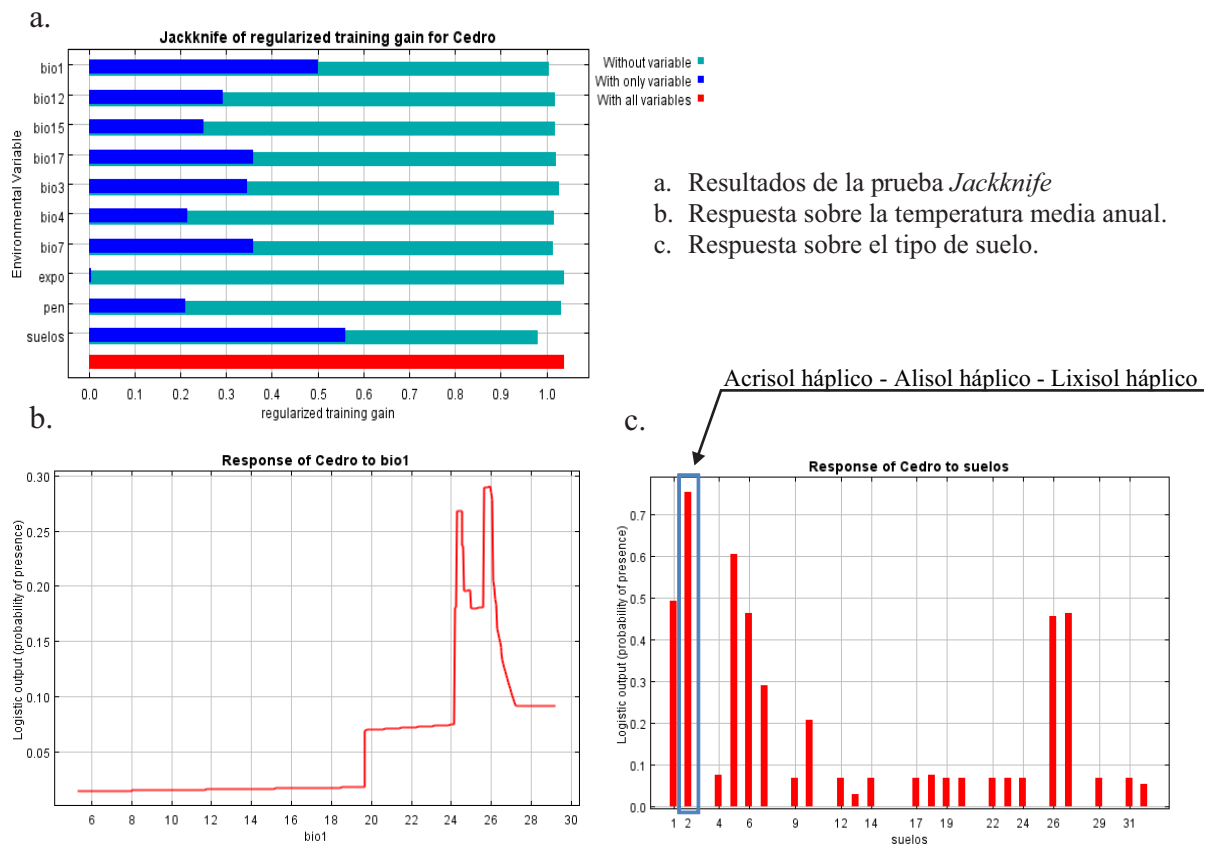 a.
Jackknife of regularized training gain for Cedro
Environmental Variable
bio1
bio12
bio15
bio17
bio3
bio4
bio7
expo
pen
suelos
0.0 0.1 0.2 0.3 0.4 0.5 0.6 0.7 0.8 0.9 1.0
regularized training gain
Without variable
With only variable
With all variables
a. Resultados de la prueba Jackknife
b. Respuesta sobre la temperatura media anual.
c. Respuesta sobre el tipo de suelo.
Acrisol háplico - Alisol háplico - Lixisol háplico
b.
Response of Cedro to bio1
Logistic output (probability of presence)
0.30
0.25
0.20
0.15
0.10
0.05
6 8 10 12 14 16 18 20 22 24 26 28 30
bio1
c.
Response of Cedro to suelos
Logistic output (probability of presence)
0.7
0.6
0.5
0.4
0.3
0.2
0.1
0.0
1 2 4 6 9 12 14 17 19 22 24 26 29 31
suelos